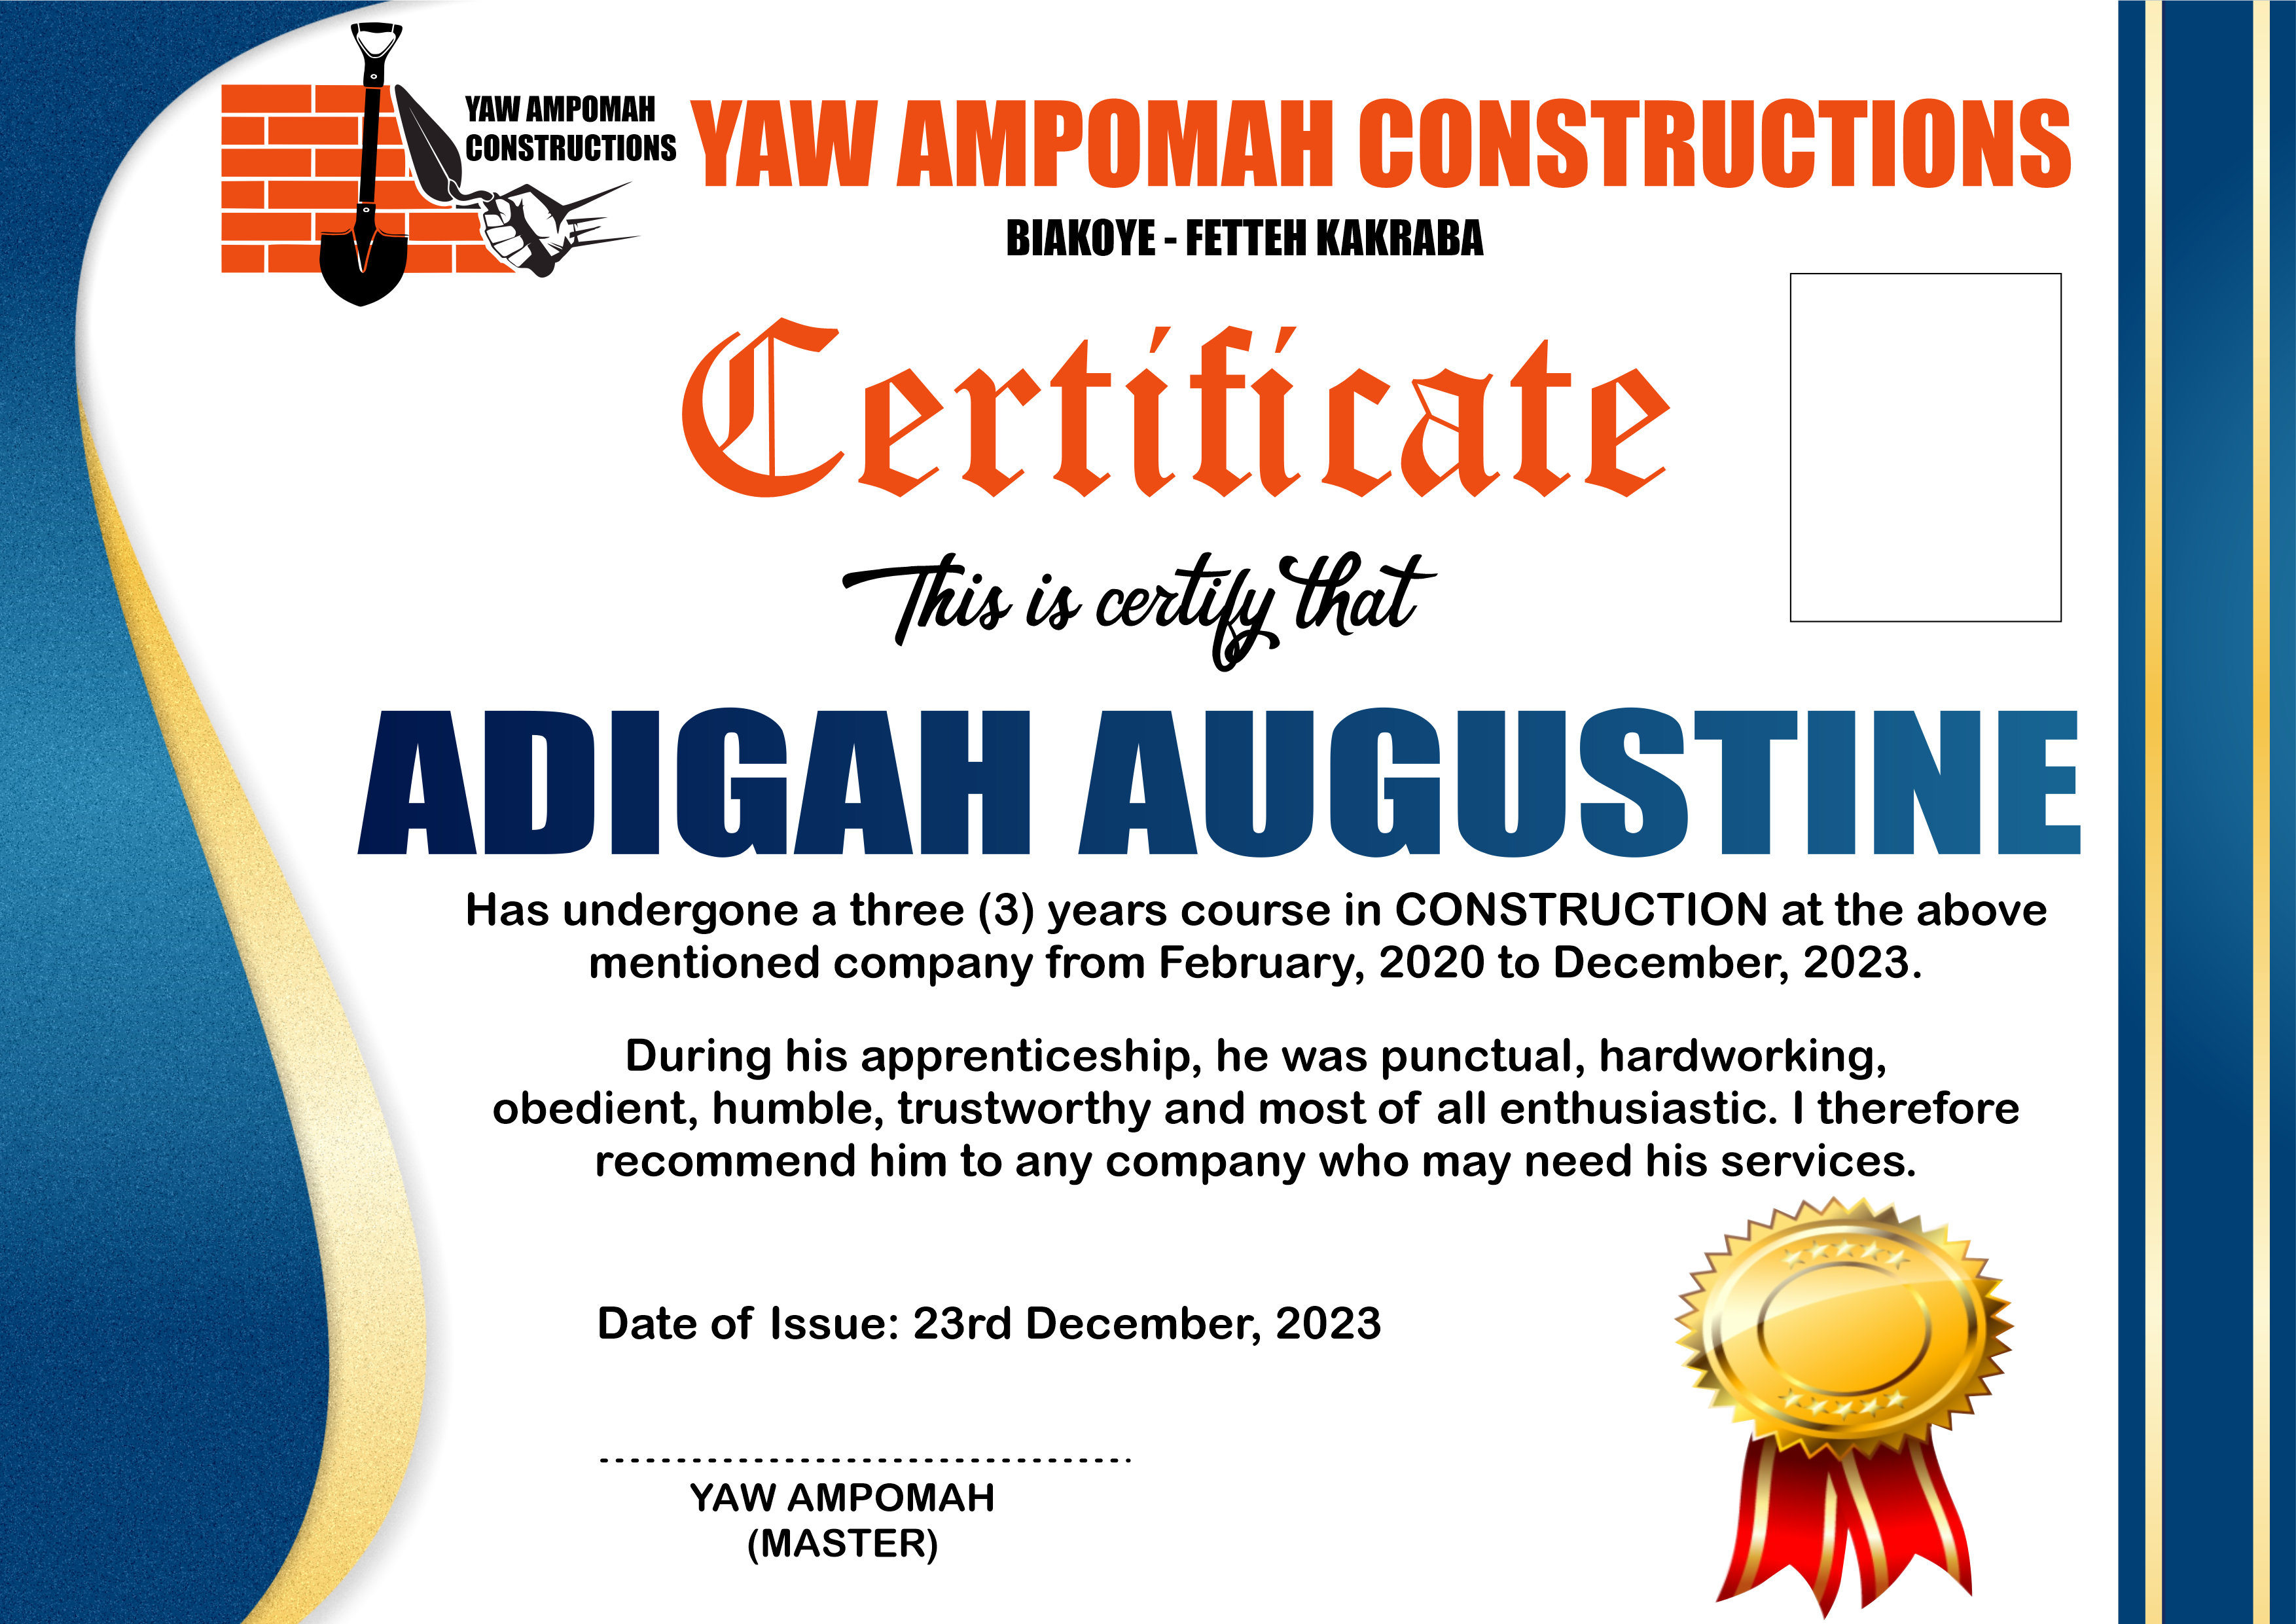 YAW AMPOMAH
CONSTRUCTIONS
YAW AMPOMAH CONSTRUCTIONS
BIAKOYE - FETTEH KAKRABA
Certificate
This is certify that
ADIGAH AUGUSTINE
Has undergone a three (3) years course in CONSTRUCTION at the above
mentioned company from February, 2020 to December, 2023.
During his apprenticeship, he was punctual, hardworking,
obedient, humble, trustworthy and most of all enthusiastic. I therefore
recommend him to any company who may need his services.
Date of Issue: 23rd December, 2023
YAW AMPOMAH
(MASTER)